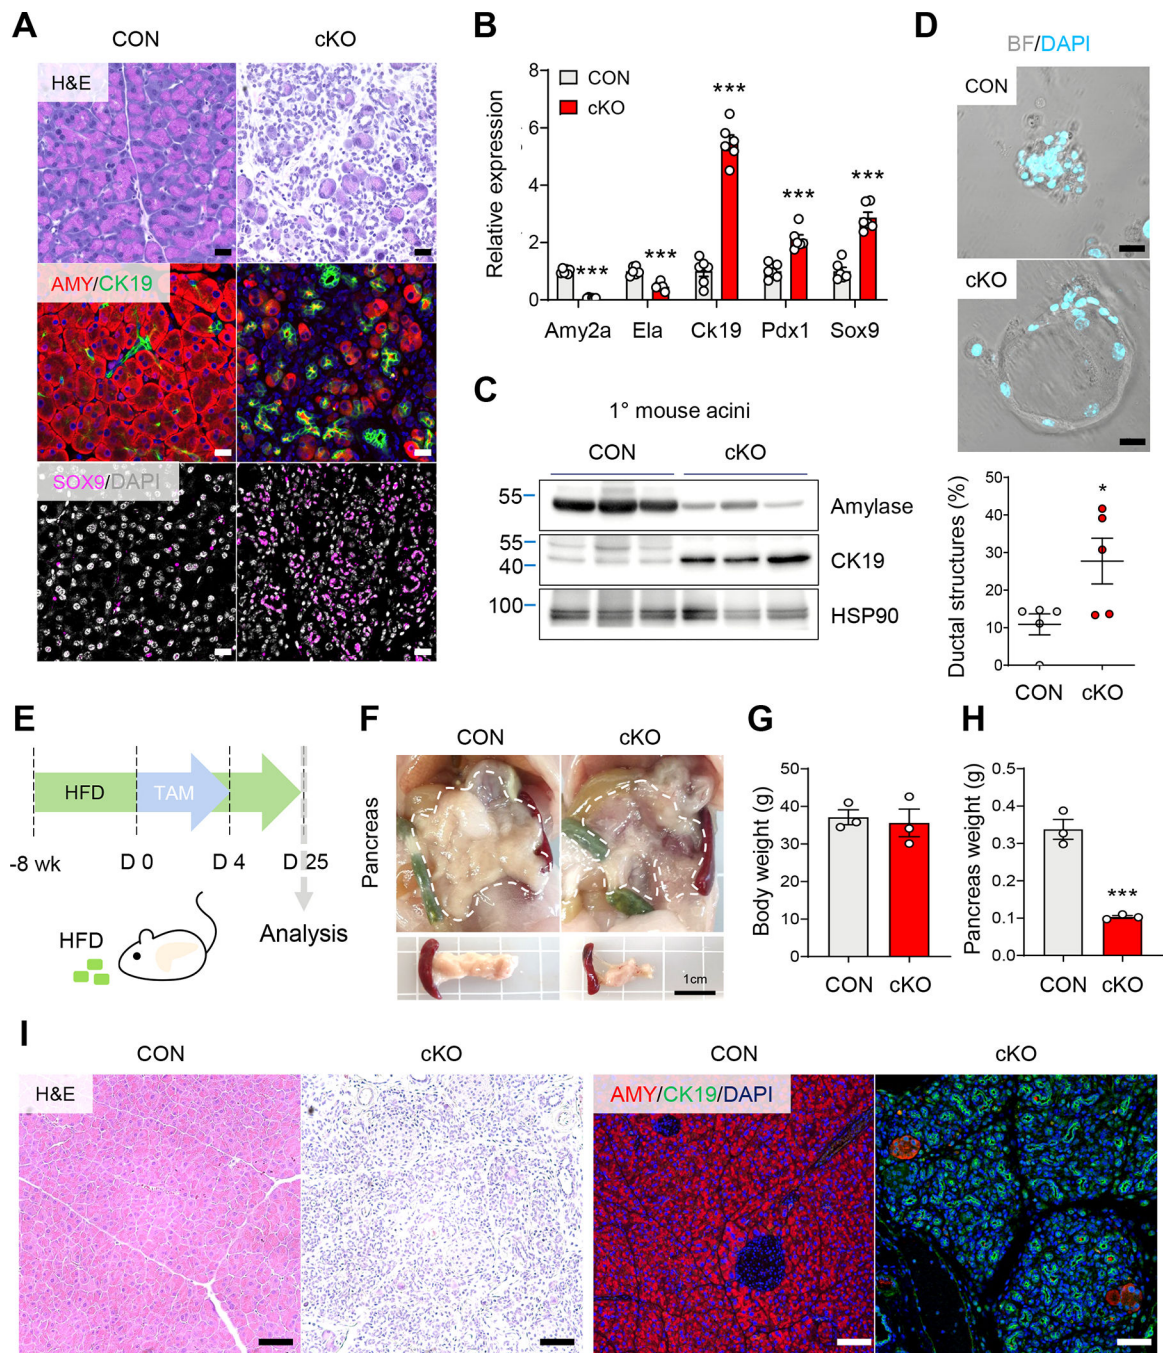 A
CON
cKO
H&E
AMY/CK19
SOX9/DAPI
B
Relative expression
8
6
4
2
0
CON
cKO
***
***
***
***
***
Amy2a
Ela
Ck19
Pdx1
Sox9
C
1° mouse acini
CON
cKO
55
Amylase
55
40
CK19
100
HSP90
D
BF/DAPI
CON
cKO
Ductal structures (%)
50
40
30
20
10
0
*
CON
cKO
E
HFD
TAM
-8 wk
D 0
D 4
D 25
HFD
Analysis
F
CON
cKO
Pancreas
1cm
G
Body weight (g)
50
40
30
20
10
0
CON
cKO
H
Pancreas weight (g)
0.5
0.4
0.3
0.2
0.1
0
***
CON
cKO
I
CON
cKO
CON
cKO
H&E
AMY/CK19/DAPI